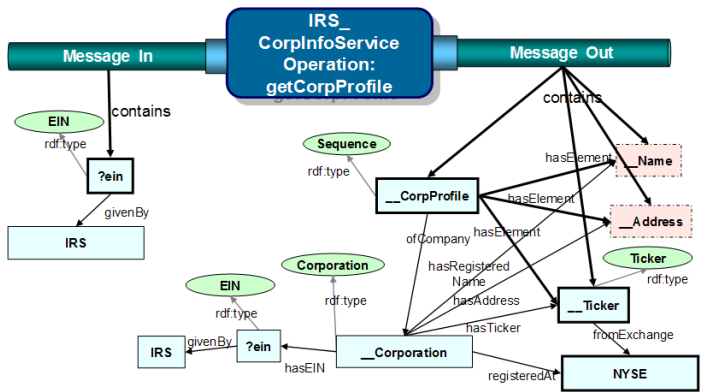 IRS_
CorpInfoService
Operation:
getCorpProfile
Message In
Message Out
contains
contains
EIN
rdf:type
?ein
givenBy
IRS
Sequence
rdf:type
__CorpProfile
hasElement
__Name
hasElement
__Address
hasElement
ofCompany
hasRegistered
Name
hasAddress
hasTicker
Ticker
rdf:type
__Ticker
fromExchange
EIN
rdf:type
Corporation
rdf:type
IRS
givenBy
?ein
hasEIN
__Corporation
registeredAt
NYSE